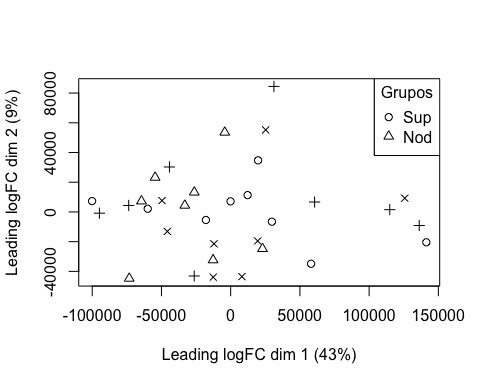 Grupos
Sup
Nod
Leading logFC dim 2 (9%)
80000
40000
0
-40000
-100000 -50000 0 50000 100000 150000
Leading logFC dim 1 (43%)